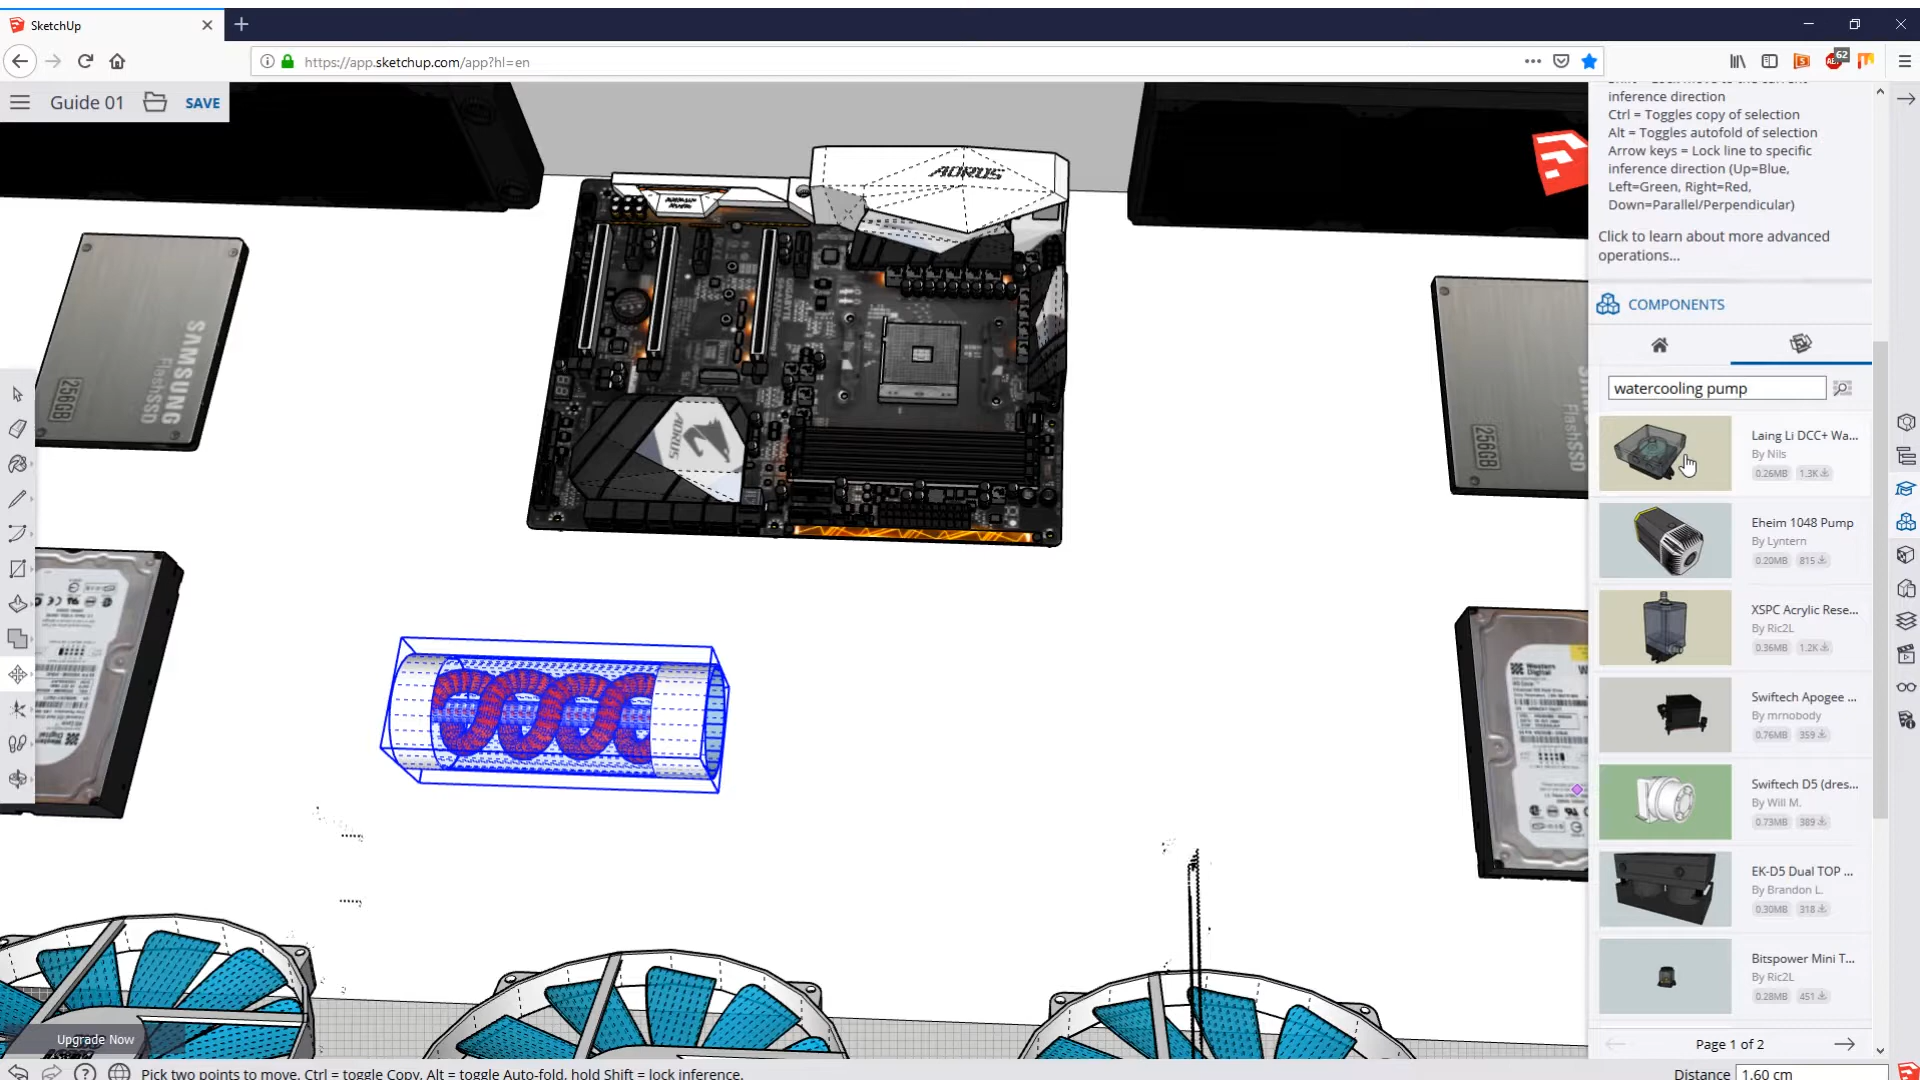 SketchUp
https://app.sketchup.com/app?hl=en
62
Guide 01
SAVE
inference direction
Ctrl = Toggles copy of selection
Alt = Toggles autofold of selection
Arrow keys = Lock line to specific
inference direction (Up=Blue,
Left=Green, Right=Red,
Down=Parallel/Perpendicular)
Click to learn about more advanced
operations...
COMPONENTS
watercooling pump
Laing Li DCC+ Wa...
By Nils
0.26MB 1.3K
Eheim 1048 Pump
By Lyntern
0.20MB 815
XSPC Acrylic Rese...
By Ric2L
0.36MB 1.2K
Swiftech Apogee ...
By mrnobody
0.76MB 359
Swiftech D5 (dres...
By Will M.
0.73MB 389
EK-D5 Dual TOP ...
By Brandon L.
0.30MB 318
Bitspower Mini T...
By Ric2L
0.28MB 451
Page 1 of 2
AORUS
AORUS
SAMSUNG
FlashSSD
256GB
256GB
FlashSSD
Upgrade Now
Pick two points to move. Ctrl = toggle Copy, Alt = toggle Auto-fold, hold Shift = lock inference.
Distance 1.60 cm